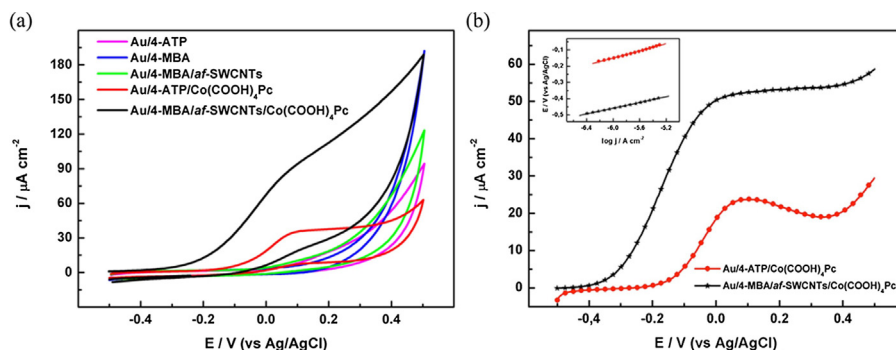 (a)
j / µA cm⁻²
180
150
120
90
60
30
0
Au/4-ATP
Au/4-MBA
Au/4-MBA/af-SWCNTs
Au/4-ATP/Co(COOH)₄Pc
Au/4-MBA/af-SWCNTs/Co(COOH)₄Pc
-0.4 -0.2 0.0 0.2 0.4
E / V (vs Ag/AgCl)
(b)
j / µA cm⁻²
60
50
40
30
20
10
0
E / V (vs Ag/AgCl)
-0,1
-0,2
-0,3
-0,4
-0,5
-6.4 -6.0 -5.6 -5.2
log j / A cm⁻²
Au/4-ATP/Co(COOH)₄Pc
Au/4-MBA/af-SWCNTs/Co(COOH)₄Pc
-0,4 -0.2 0.0 0.2 0.4
E / V (vs Ag/AgCl)